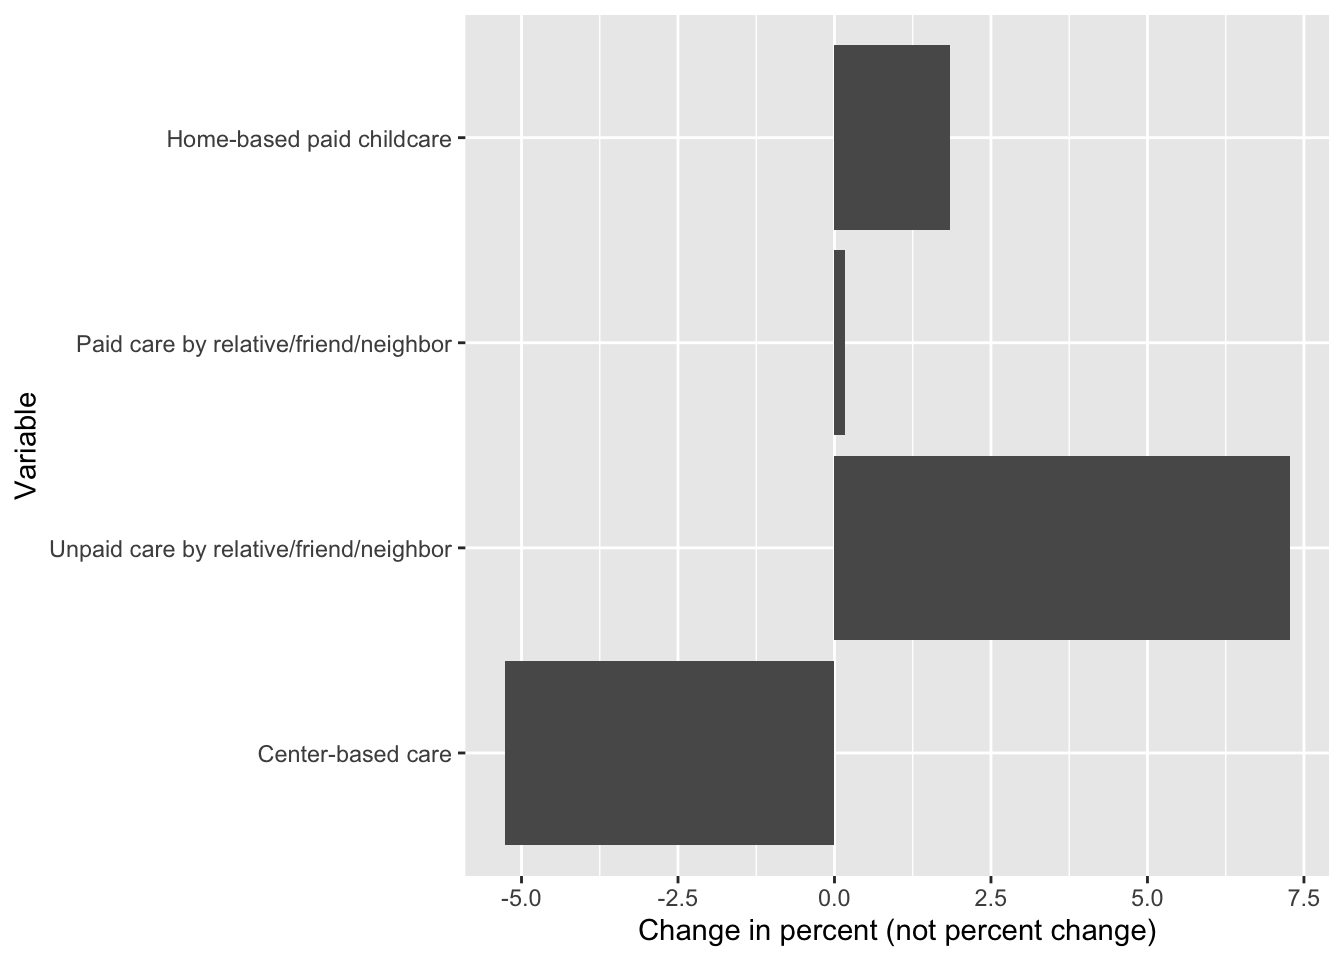 Variable
Home-based paid childcare
Paid care by relative/friend/neighbor
Unpaid care by relative/friend/neighbor
Center-based care
-5.0 -2.5 0.0 2.5 5.0 7.5
Change in percent (not percent change)